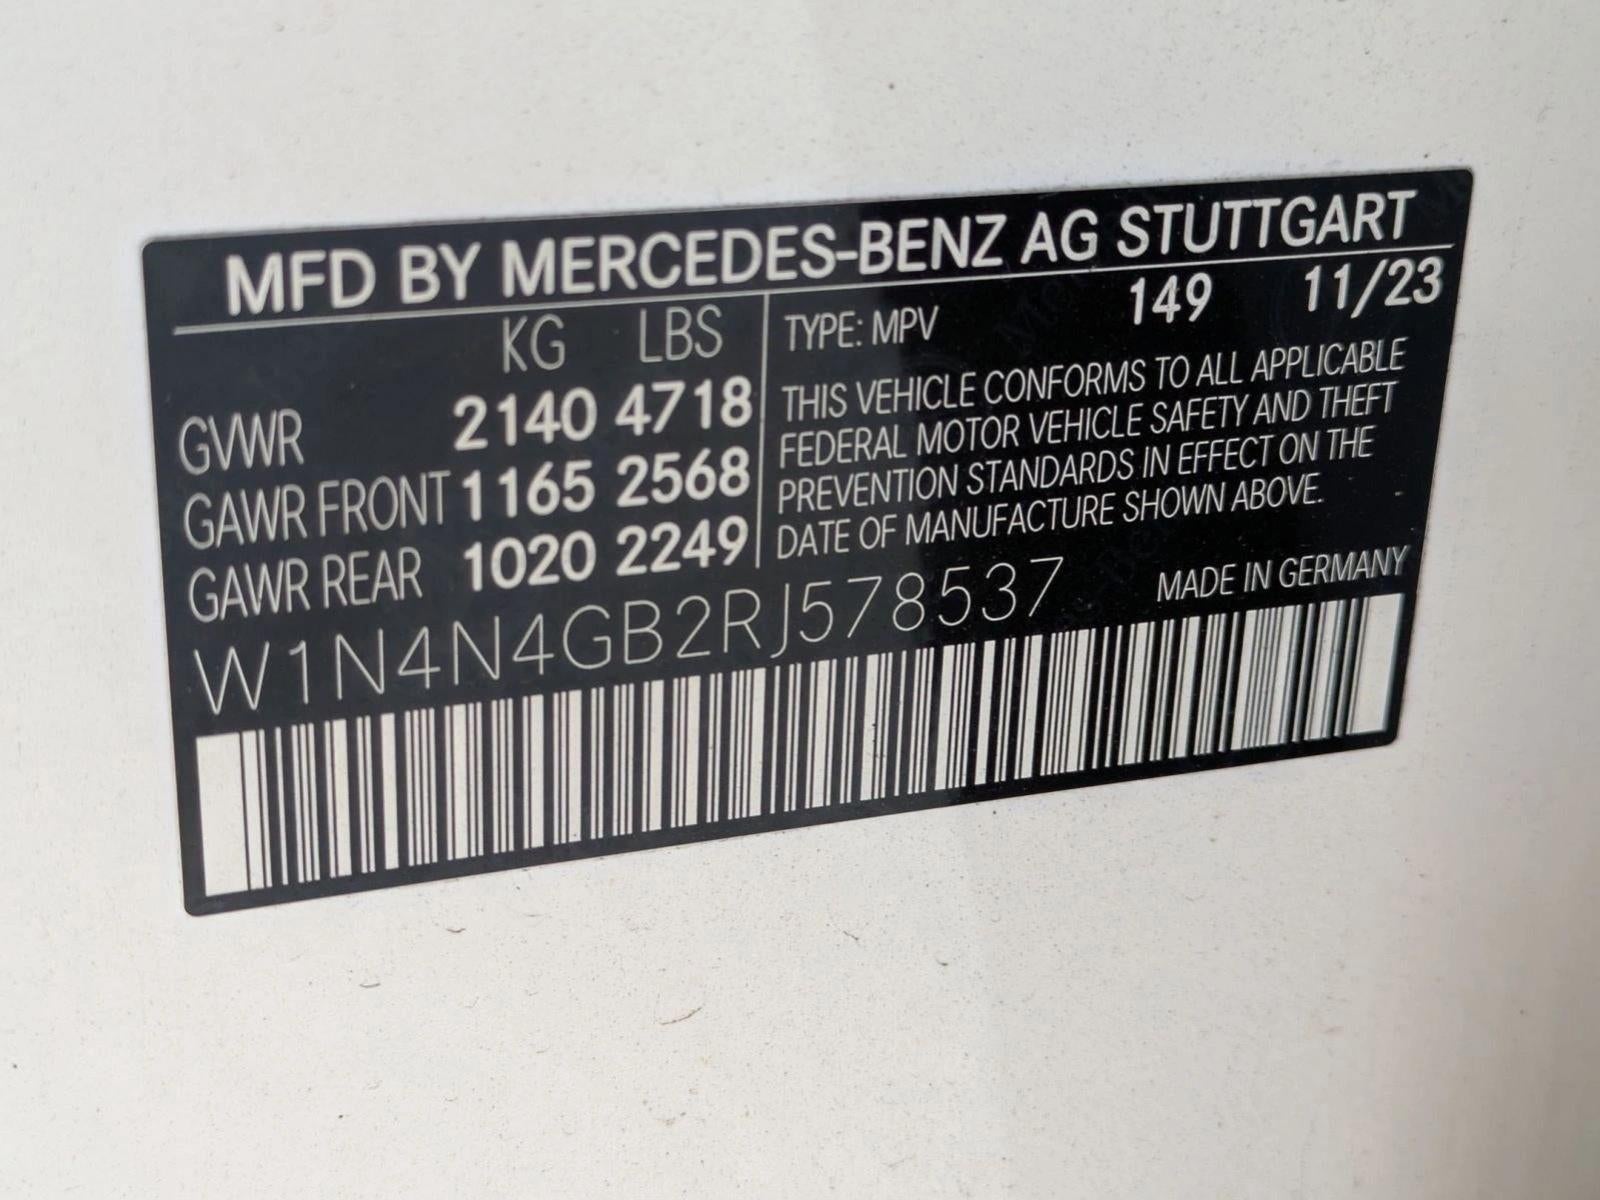 MFD BY MERCEDES-BENZ AG STUTTGART
KG LBS
GVWR 2140 4718
GAWR FRONT 1165 2568
GAWR REAR 1020 2249
TYPE: MPV 149 11/23
THIS VEHICLE CONFORMS TO ALL APPLICABLE
FEDERAL MOTOR VEHICLE SAFETY AND THEFT
PREVENTION STANDARDS IN EFFECT ON THE
DATE OF MANUFACTURE SHOWN ABOVE.
W1N4N4GB2RJ578537 MADE IN GERMANY